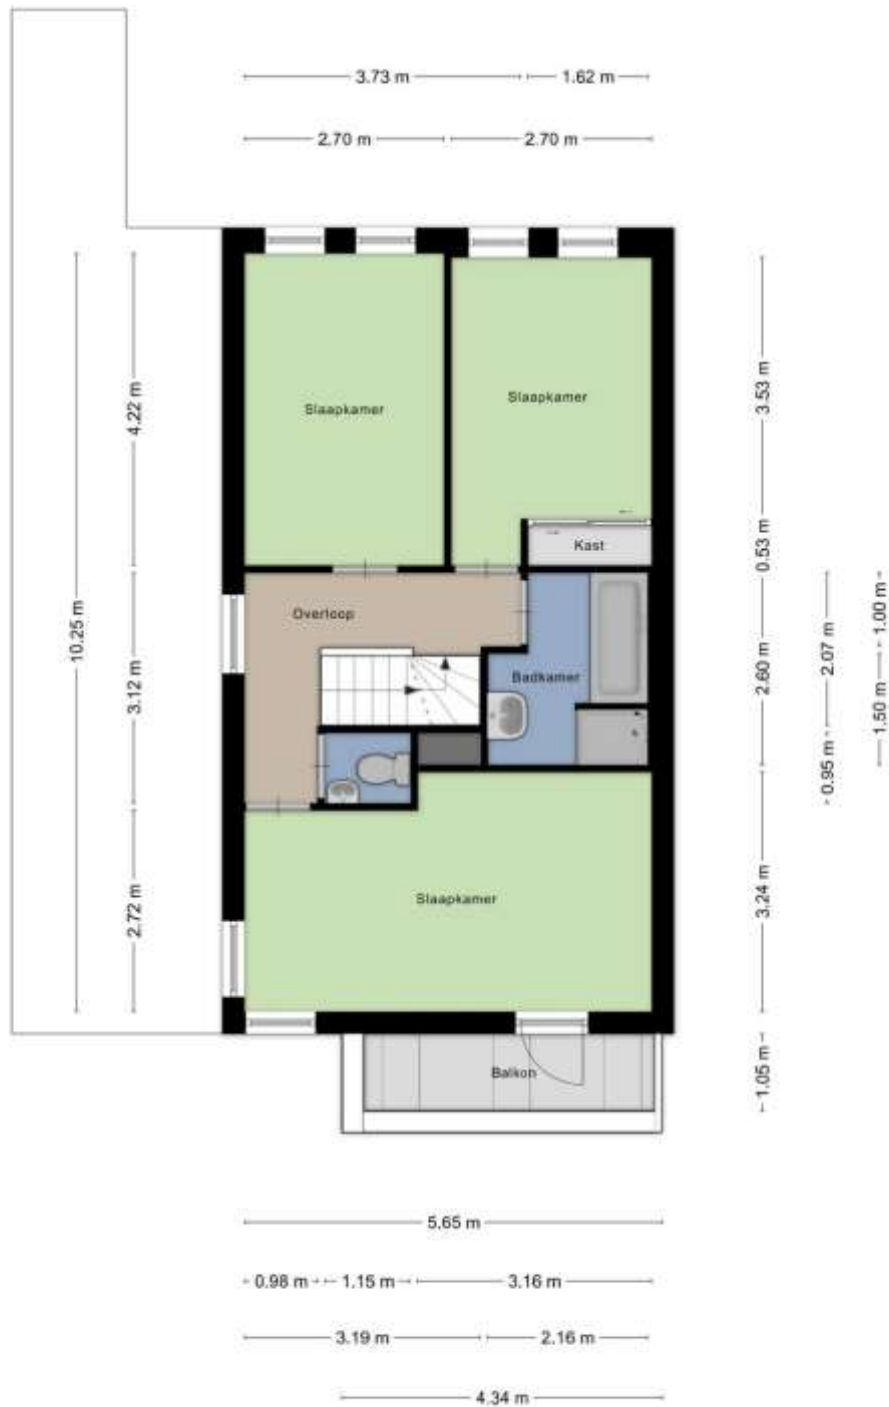 3.73 m
1.62 m
2.70 m
2.70 m
4.22 m
3.53 m
Slaapkamer
Slaapkamer
0.53 m
Kast
10.25 m
3.12 m
Overloop
2.60 m
2.07 m
1.00 m
Badkamer
1.50 m
0.95 m
2.72 m
3.24 m
Slaapkamer
1.05 m
Balkon
5.65 m
0.98 m
1.15 m
3.16 m
3.19 m
2.16 m
4.34 m